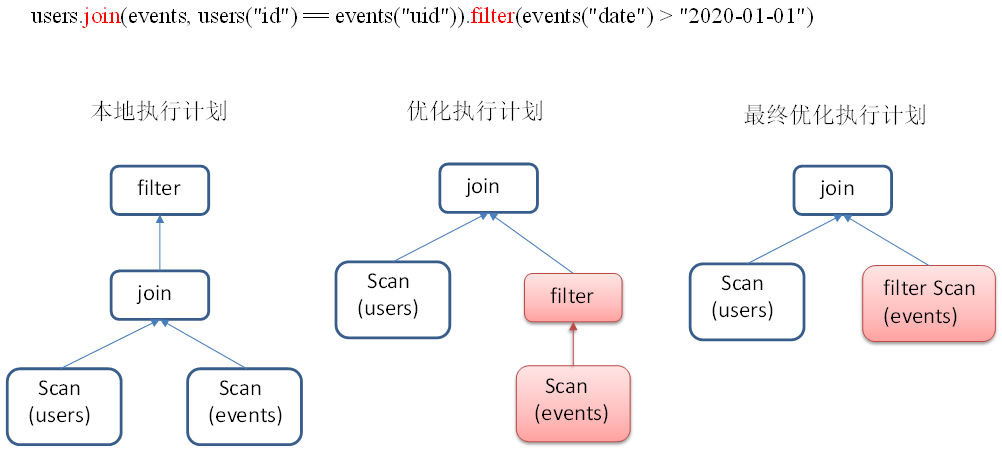 users.join(events, users("id") == events("uid")).filter(events("date") > "2020-01-01")
本地执行计划
filter
join
Scan
(users)
Scan
(events)
优化执行计划
join
Scan
(users)
filter
Scan
(events)
最终优化执行计划
join
Scan
(users)
filter Scan
(events)